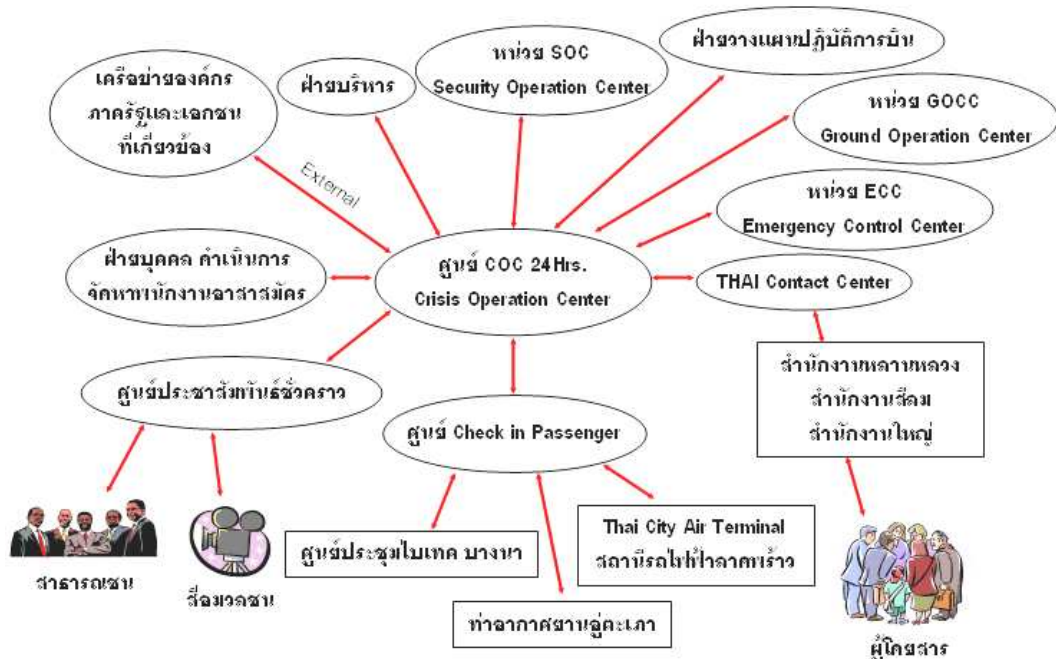 เครือข่ายองค์กร
ภาครัฐและเอกชน
ที่เกี่ยวข้อง
ฝ่ายบริหาร
หน่วย SOC
Security Operation Center
ฝ่ายวางแผนปฏิบัติการบิน
หน่วย GOCC
Ground Operation Center
External
หน่วย ECC
Emergency Control Center
ฝ่ายบุคคล ดำเนินการ
จัดหาพนักงานอาสาสมัคร
ศูนย์ COC 24Hrs.
Crisis Operation Center
THAI Contact Center
ศูนย์ประชาสัมพันธ์ชั่วคราว
ศูนย์ Check in Passenger
สำนักงานหลานหลวง
สำนักงานสีลม
สำนักงานใหญ่
สาธารณชน
สื่อมวลชน
ศูนย์ประชุมไบเทค บางนา
Thai City Air Terminal
สถานีรถไฟฟ้าลาดพร้าว
ท่าอากาศยานอู่ตะเภา
ผู้โดยสาร